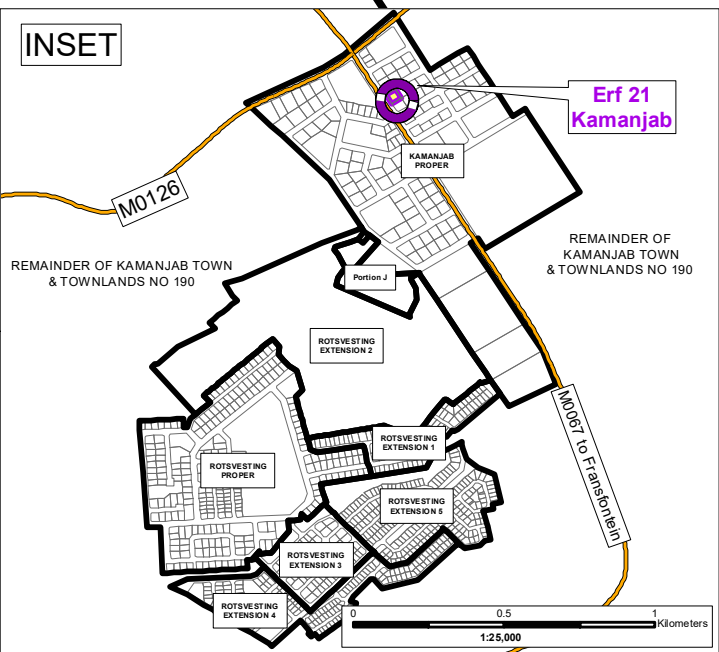 INSET
Erf 21
Kamanjab
KAMANJAB
PROPER
M0126
REMAINDER OF KAMANJAB TOWN
& TOWNLANDS NO 190
REMAINDER OF
KAMANJAB TOWN
& TOWNLANDS NO 190
Portion J
ROTSVESTING
EXTENSION 2
M0067 to Fransfontein
ROTSVESTING
EXTENSION 1
ROTSVESTING
PROPER
ROTSVESTING
EXTENSION 5
ROTSVESTING
EXTENSION 3
ROTSVESTING
EXTENSION 4
0 0.5 1
Kilometers
1:25,000